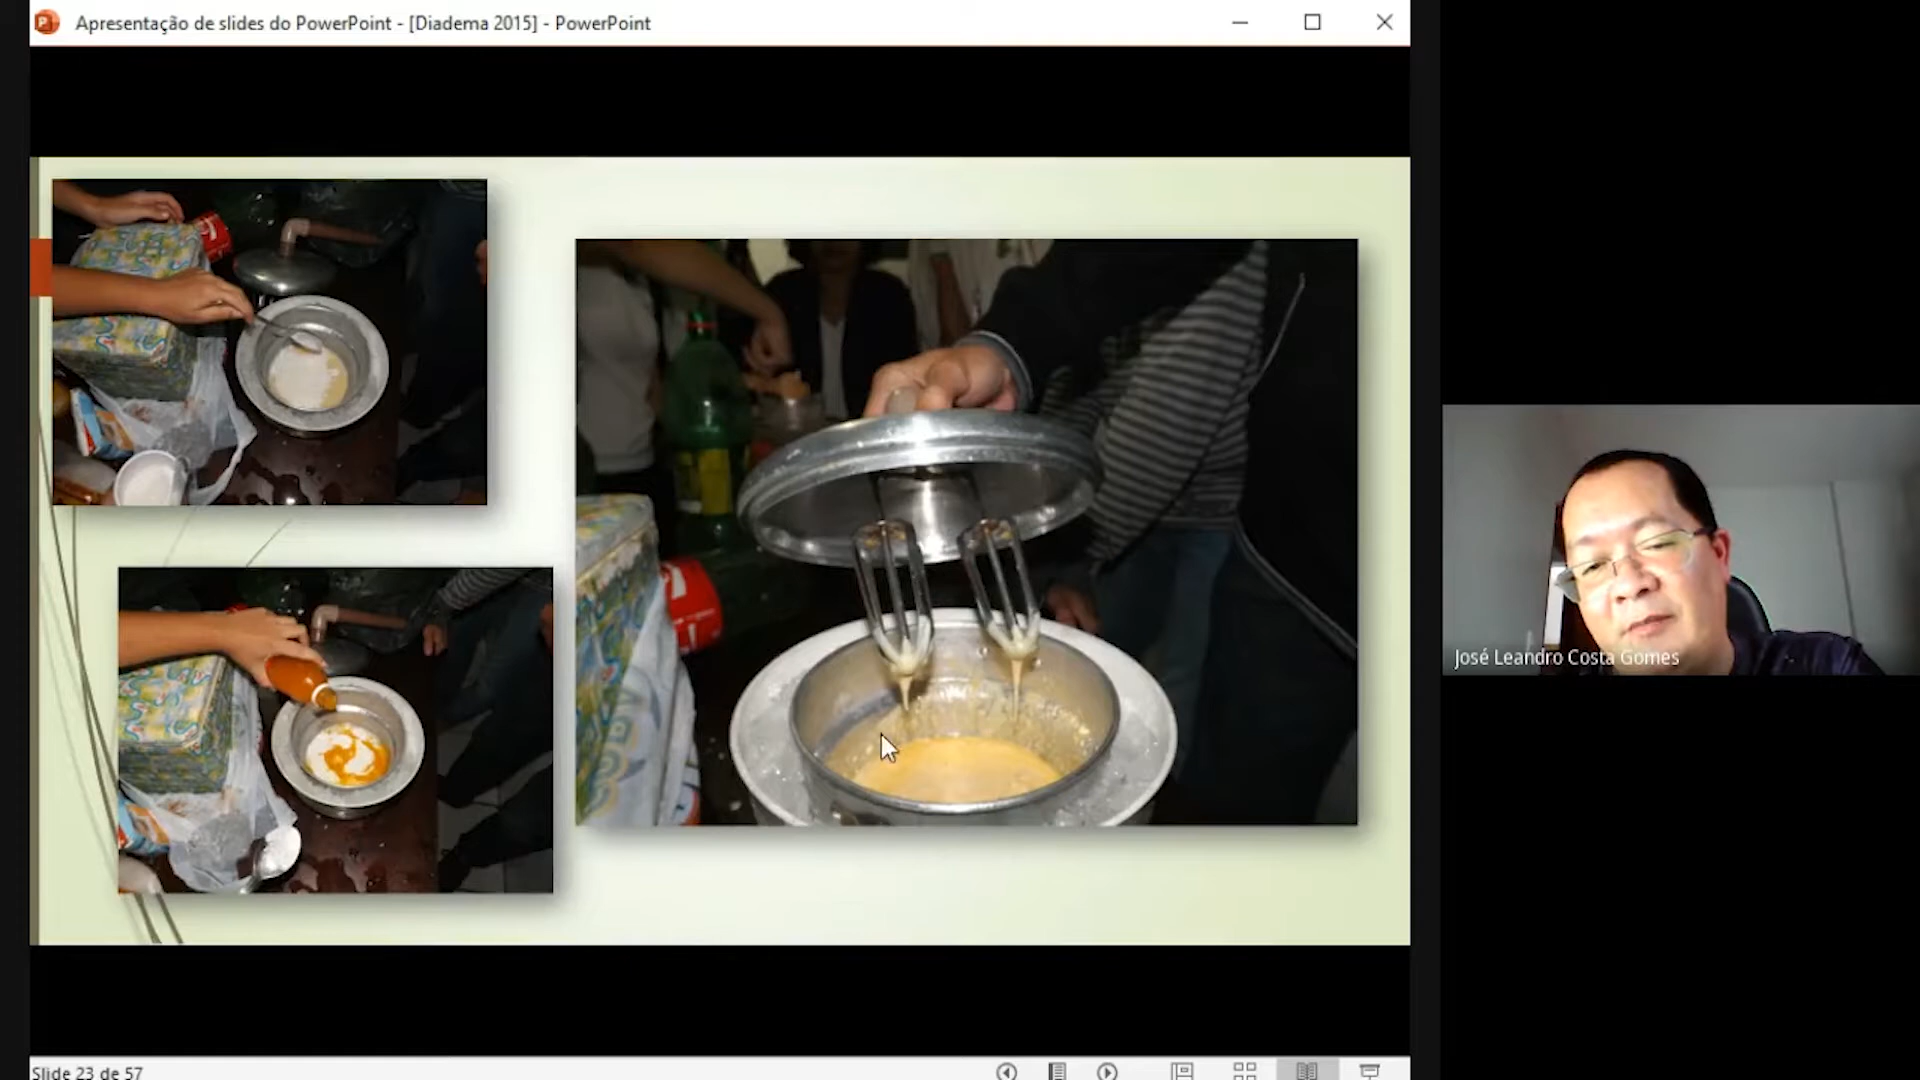 Apresentação de slides do PowerPoint - [Diadema 2015] - PowerPoint
José Leandro Costa Gomes
Slide 23 de 57